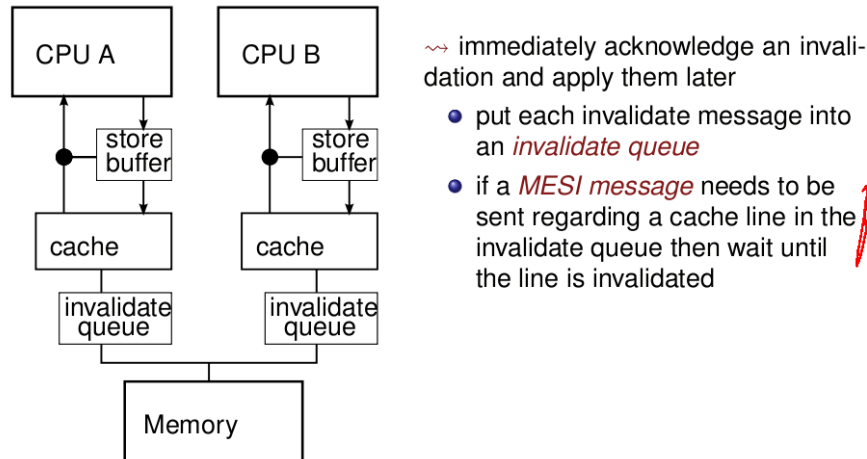 CPU A
CPU B
store
buffer
store
buffer
cache
cache
invalidate
queue
invalidate
queue
Memory
⇝ immediately acknowledge an invali-
dation and apply them later
put each invalidate message into
an invalidate queue
if a MESI message needs to be
sent regarding a cache line in the
invalidate queue then wait until
the line is invalidated